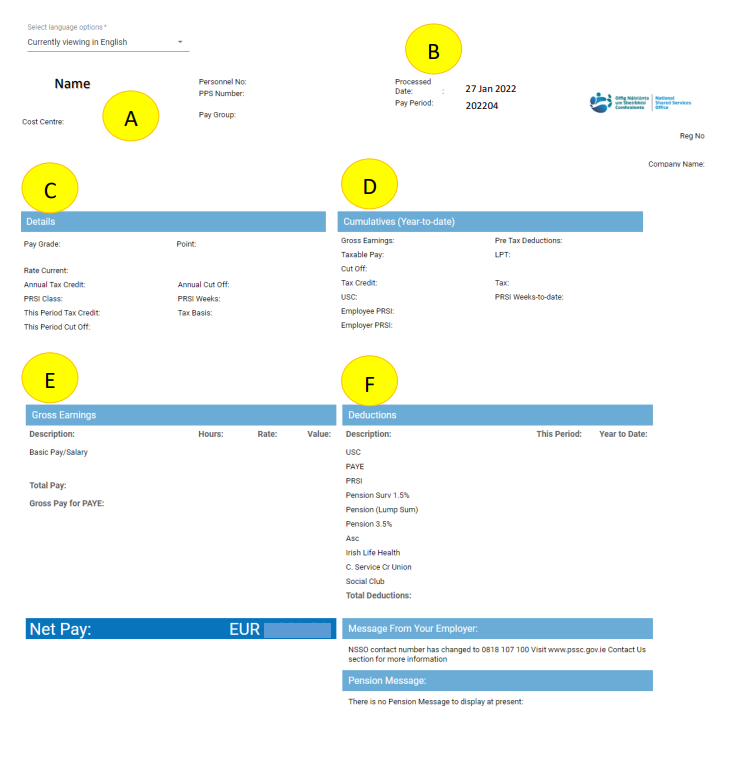 Select language options *
Currently viewing in English
B
Name
Personnel No:
PPS Number:
Processed
Date: :
27 Jan 2022
Pay Period:
202204
Oifig Náisiúnta
um Sheirbhísí
Comhroinnte
National
Shared Services
Office
A
Cost Centre:
Pay Group:
Reg No
Company Name:
C
D
Details
Cumulatives (Year-to-date)
Pay Grade:
Point:
Rate Current:
Annual Tax Credit:
Annual Cut Off:
PRSI Class:
PRSI Weeks:
This Period Tax Credit:
Tax Basis:
This Period Cut Off:
Gross Earnings:
Pre Tax Deductions:
Taxable Pay:
LPT:
Cut Off:
Tax Credit:
Tax:
USC:
PRSI Weeks-to-date:
Employee PRSI:
Employer PRSI:
E
F
Gross Earnings
Description: Hours: Rate: Value:
Basic Pay/Salary
Total Pay:
Gross Pay for PAYE:
Deductions
Description: This Period: Year to Date:
USC
PAYE
PRSI
Pension Surv 1.5%
Pension (Lump Sum)
Pension 3.5%
Asc
Irish Life Health
C. Service Cr Union
Social Club
Total Deductions:
Net Pay: EUR
Message From Your Employer:
NSSO contact number has changed to 0818 107 100 Visit www.pssc.gov.ie Contact Us
section for more information
Pension Message:
There is no Pension Message to display at present: